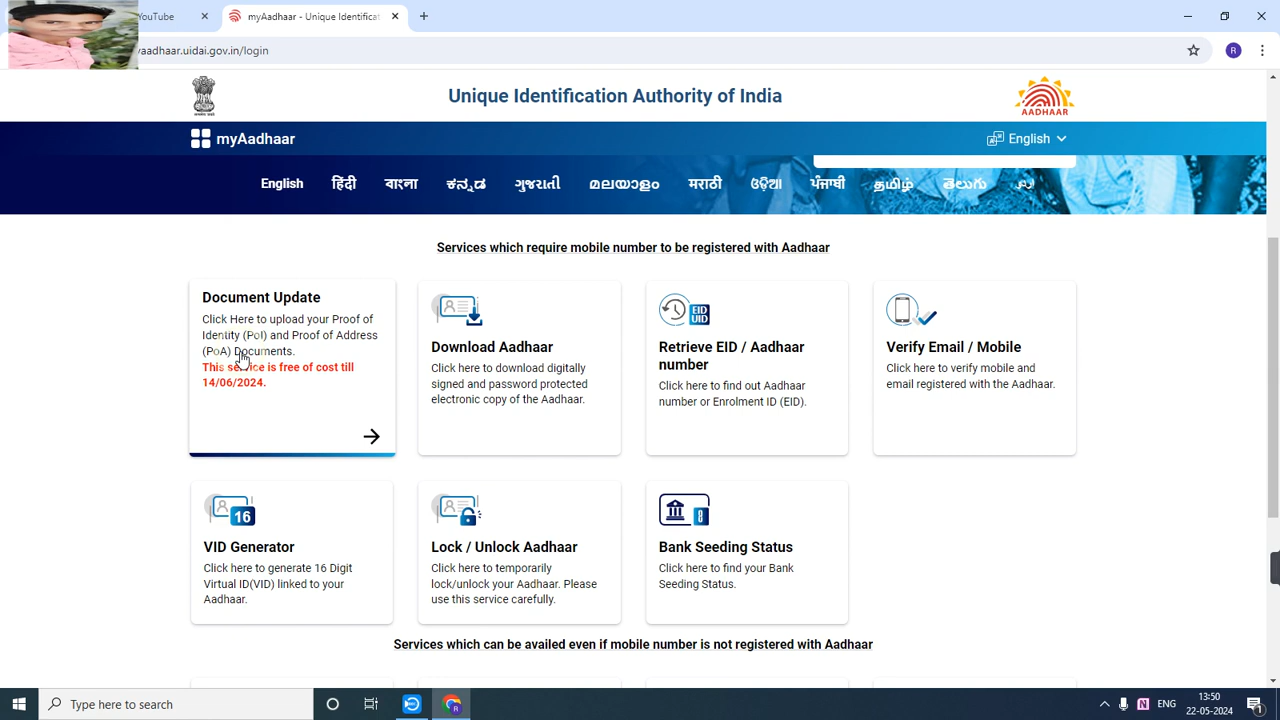 YouTube
myAadhaar - Unique Identificat
yaadhaar.uidai.gov.in/login
R
Unique Identification Authority of India
AADHAAR
myAadhaar
English
English हिंदी বাংলা ಕನ್ನಡ ગુજરાતી മലയാളം मराठी ଓଡ଼ିଆ ਪੰਜਾਬੀ தமிழ் తెలుగు اردو
Services which require mobile number to be registered with Aadhaar
Document Update
Click Here to upload your Proof of
Identity (PoI) and Proof of Address
(PoA) Documents.
This service is free of cost till
14/06/2024.
Download Aadhaar
Click here to download digitally
signed and password protected
electronic copy of the Aadhaar.
EID
UID
Retrieve EID / Aadhaar
number
Click here to find out Aadhaar
number or Enrolment ID (EID).
Verify Email / Mobile
Click here to verify mobile and
email registered with the Aadhaar.
16
VID Generator
Click here to generate 16 Digit
Virtual ID(VID) linked to your
Aadhaar.
Lock / Unlock Aadhaar
Click here to temporarily
lock/unlock your Aadhaar. Please
use this service carefully.
Bank Seeding Status
Click here to find your Bank
Seeding Status.
Services which can be availed even if mobile number is not registered with Aadhaar
Type here to search
R
N
ENG
13:50
22-05-2024
1